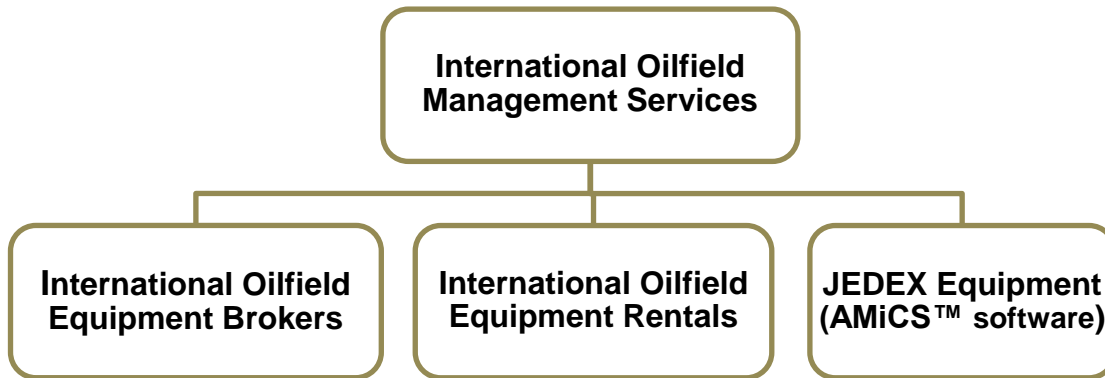 International Oilfield
Management Services
International Oilfield
Equipment Brokers
International Oilfield
Equipment Rentals
JEDEX Equipment
(AMiCS™ software)